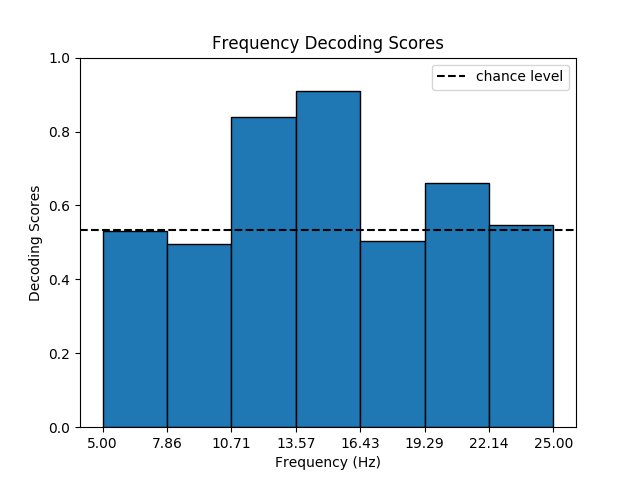 Frequency Decoding Scores
1.0
chance level
0.8
0.6
0.4
0.2
0.0
Decoding Scores
5.00 7.86 10.71 13.57 16.43 19.29 22.14 25.00
Frequency (Hz)